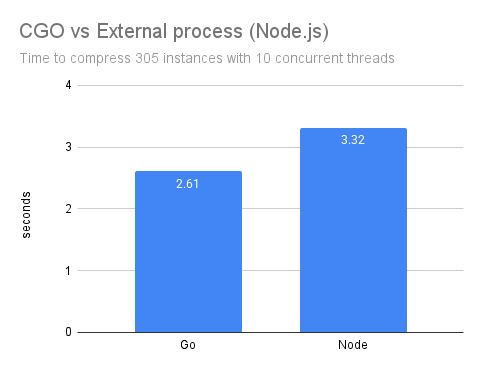 CGO vs External process (Node.js)
Time to compress 305 instances with 10 concurrent threads
4
3
2
1
0
seconds
2.61
3.32
Go
Node